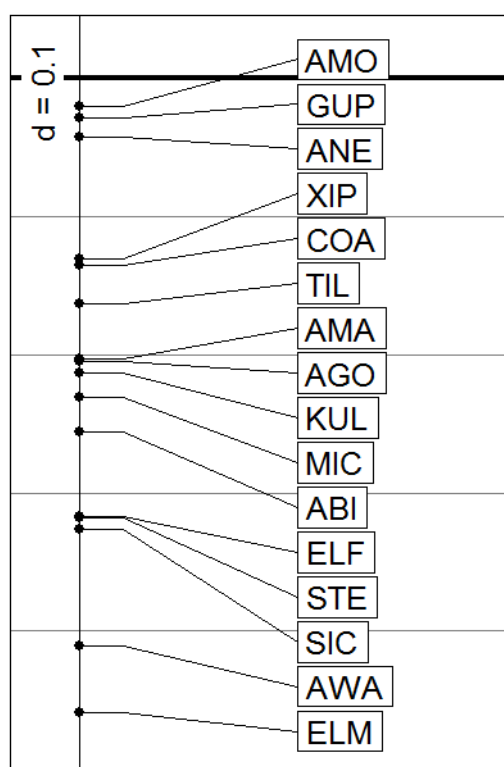 d = 0.1
AMO
GUP
ANE
XIP
COA
TIL
AMA
AGO
KUL
MIC
ABI
ELF
STE
SIC
AWA
ELM